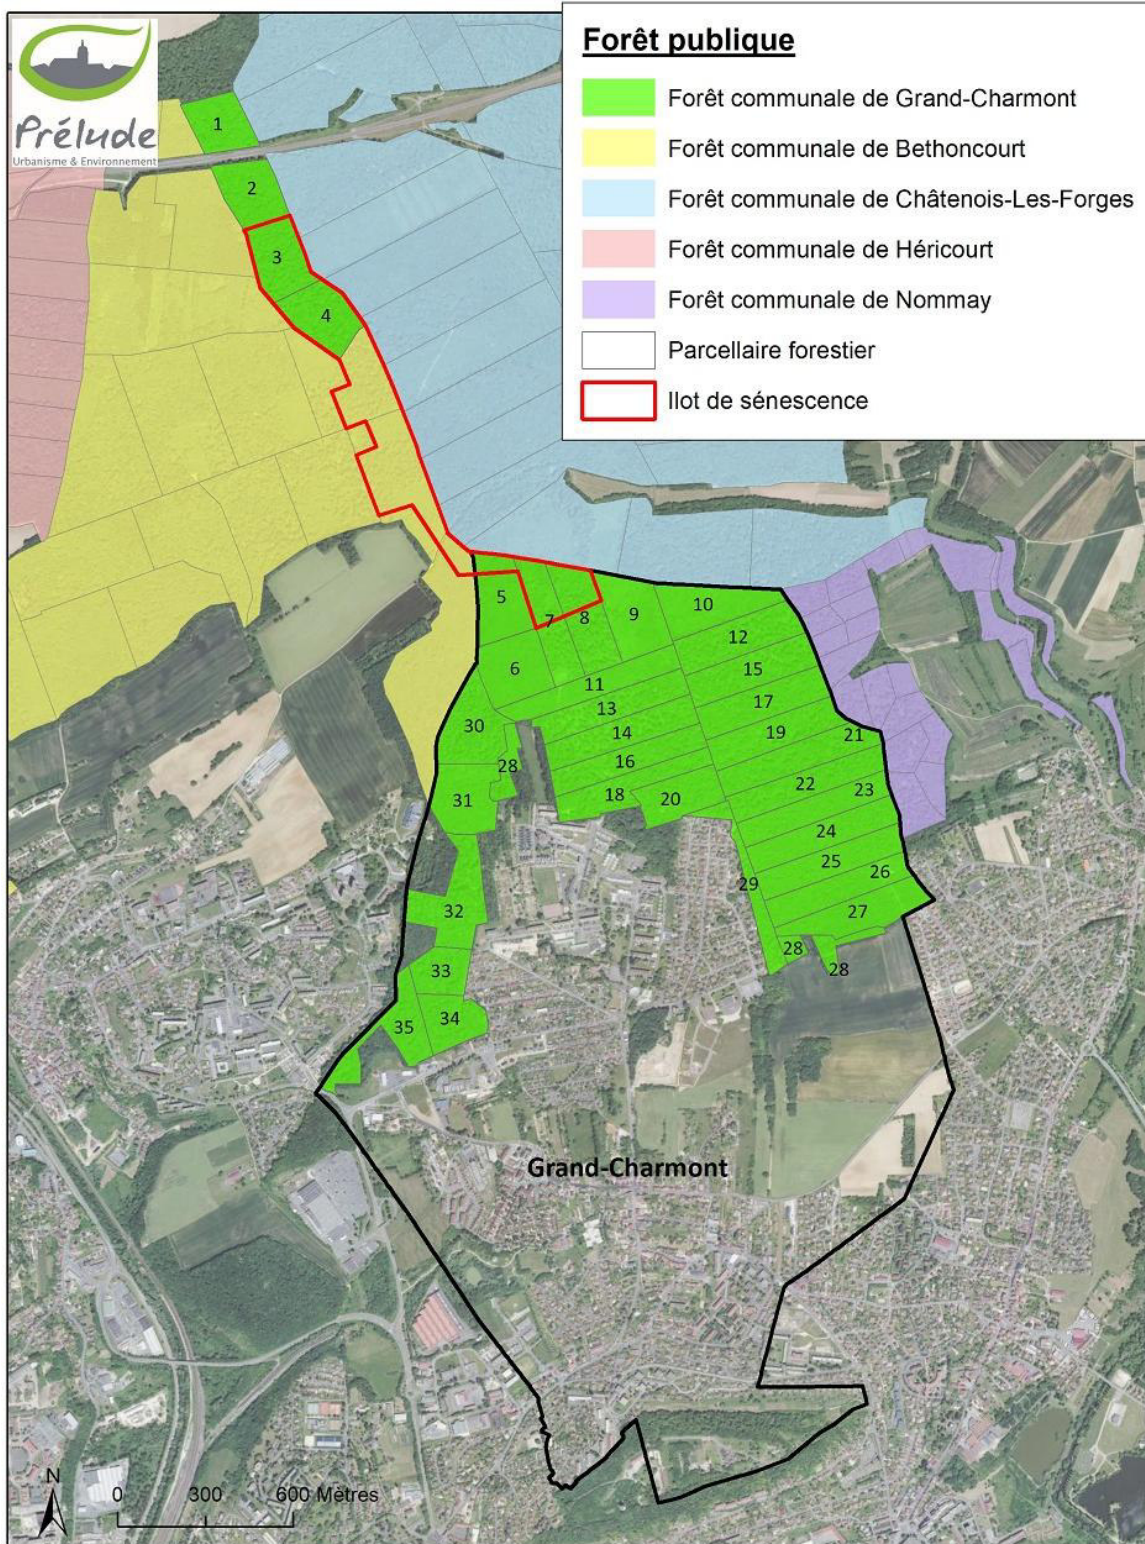 Prélude
Urbanisme & Environnement
Forêt publique
Forêt communale de Grand-Charmont
Forêt communale de Bethoncourt
Forêt communale de Châtenois-Les-Forges
Forêt communale de Héricourt
Forêt communale de Nommay
Parcellaire forestier
Ilot de sénescence
1
2
3
4
5
7
8
9
10
12
6
11
15
13
17
30
14
19
21
28
16
31
18
20
22
23
24
25
29
26
32
27
28
28
33
35
34
Grand-Charmont
N
0 300 600 Mètres